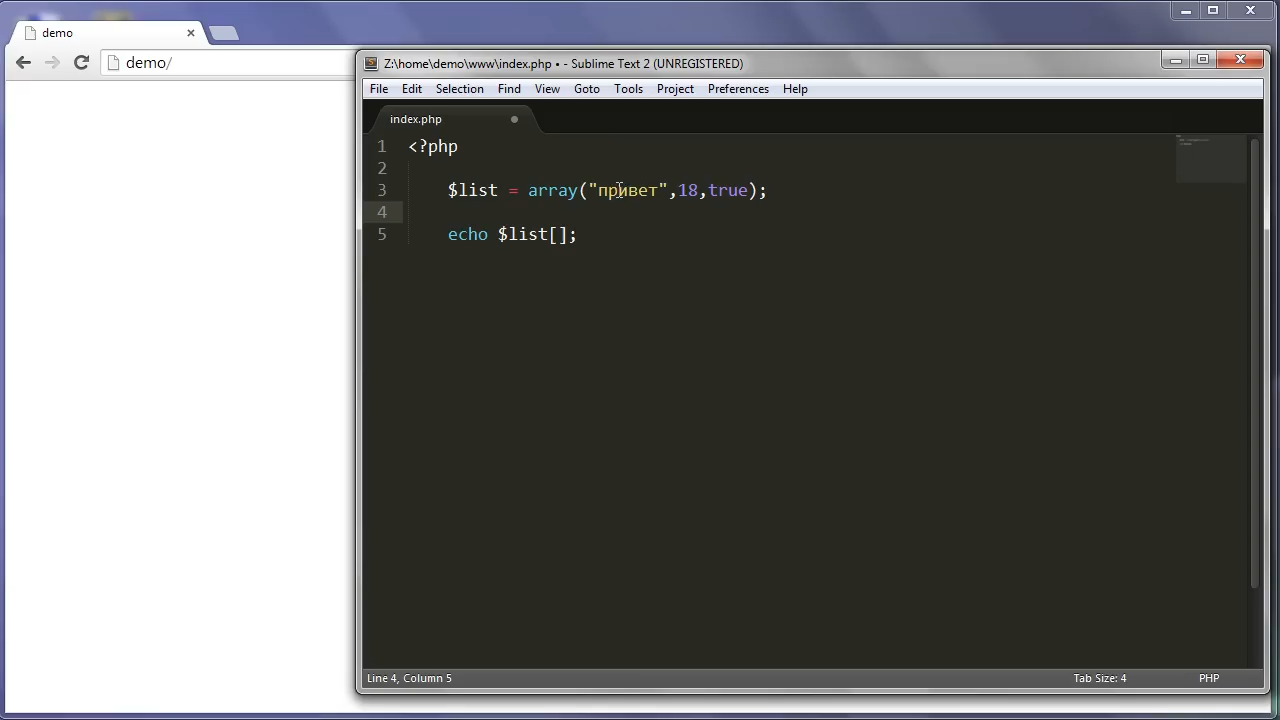 demo
demo/
Z:\home\demo\www\index.php • - Sublime Text 2 (UNREGISTERED)
File Edit Selection Find View Goto Tools Project Preferences Help
index.php
1 <?php
2
3 $list = array("привет",18,true);
4
5 echo $list[];
Line 4, Column 5 Tab Size: 4 PHP